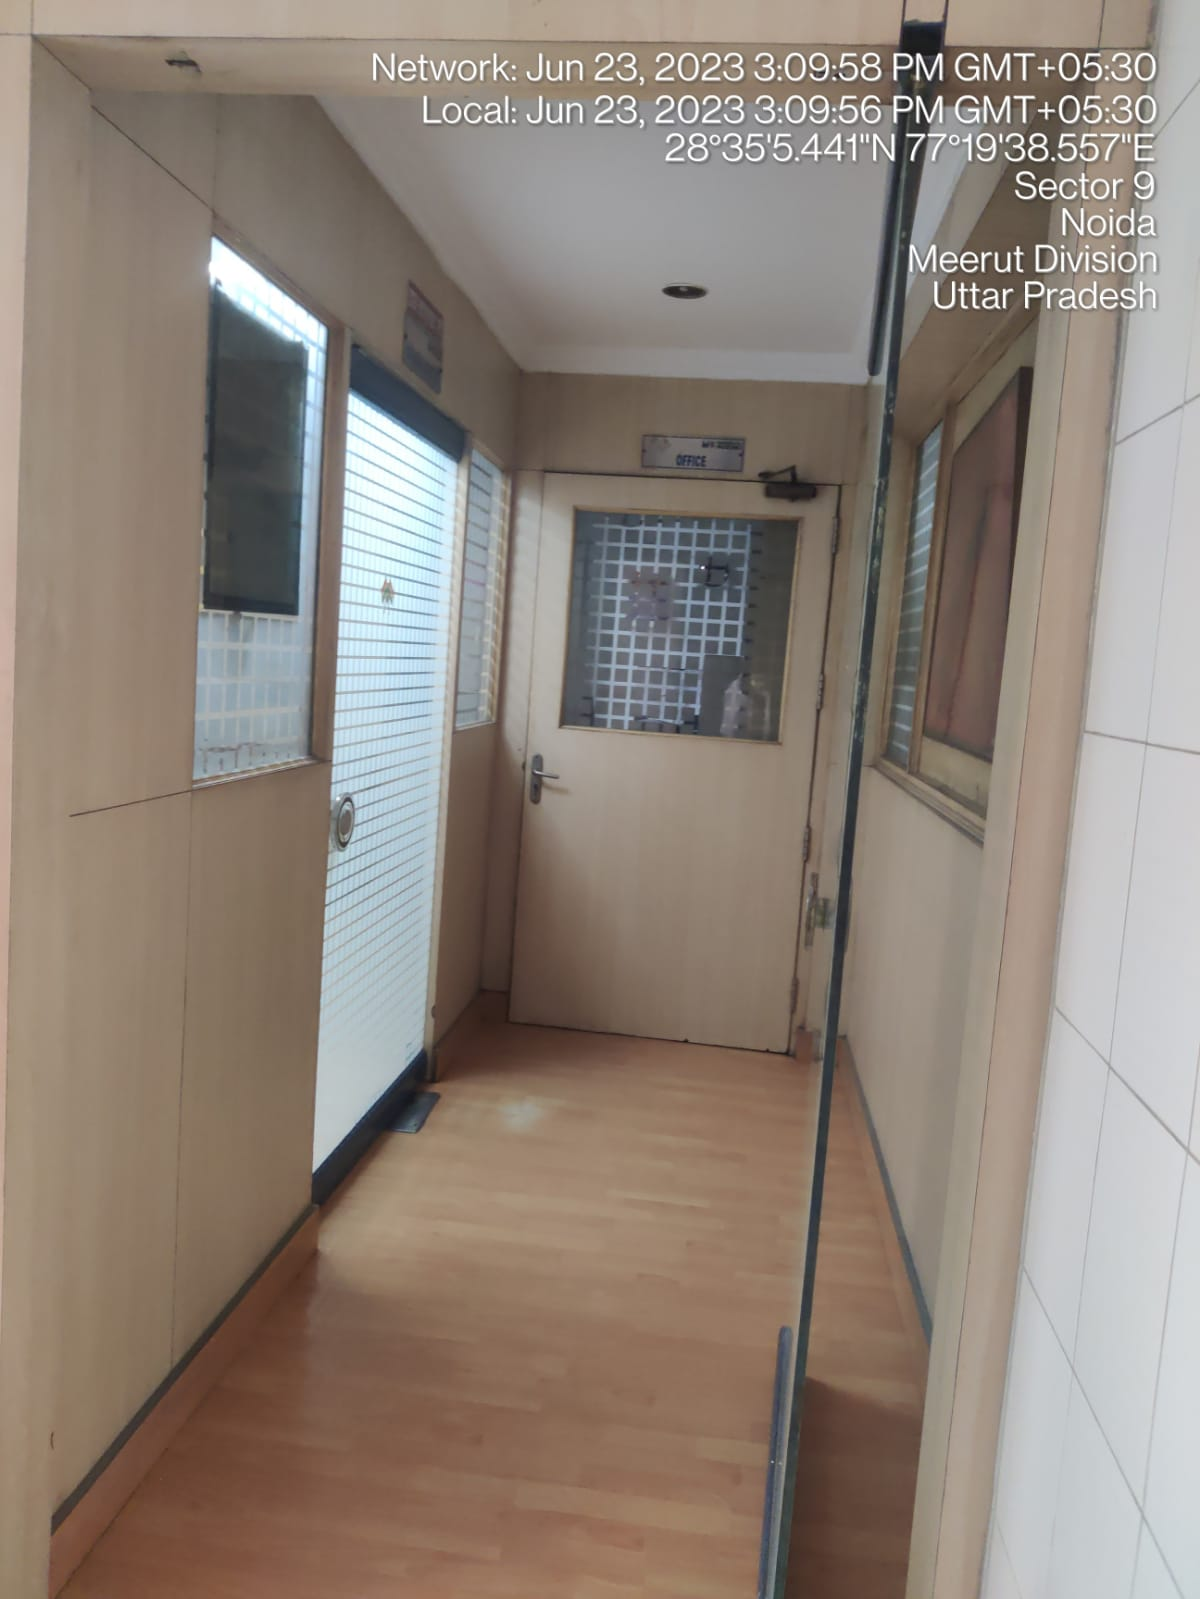 Network: Jun 23, 2023 3:09:58 PM GMT+05:30
Local: Jun 23, 2023 3:09:56 PM GMT+05:30
28°35'5.441"N 77°19'38.557"E
Sector 9
Noida
Meerut Division
Uttar Pradesh
OFFICE